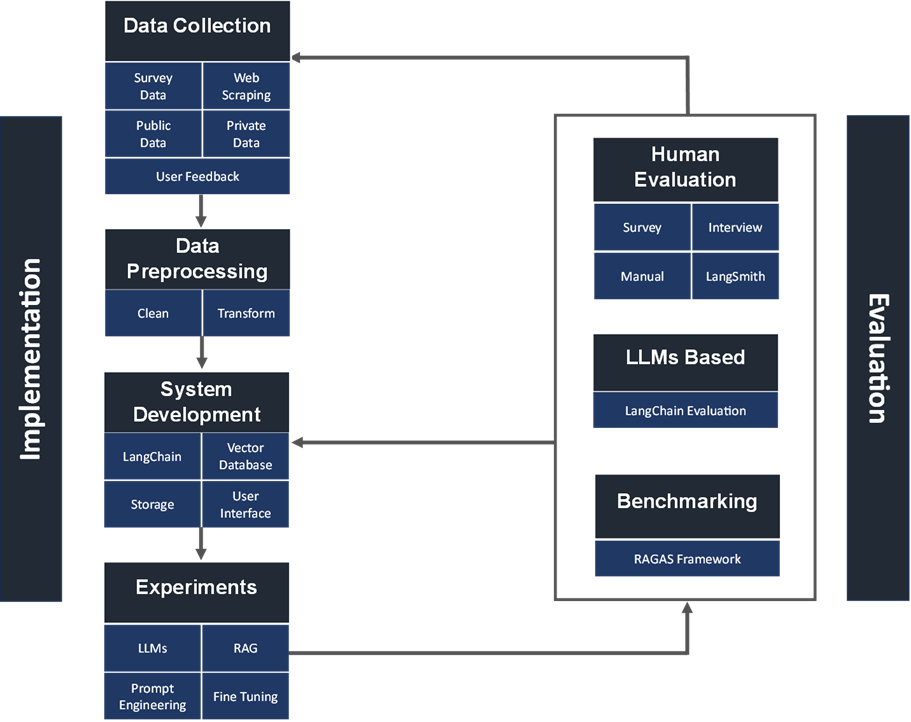 Implementation
Data Collection
Survey
Data
Web
Scraping
Public
Data
Private
Data
User Feedback
Data
Preprocessing
Clean
Transform
System
Development
LangChain
Vector
Database
Storage
User
Interface
Experiments
LLMs
RAG
Prompt
Engineering
Fine Tuning
Human
Evaluation
Survey
Interview
Manual
LangSmith
LLMs Based
LangChain Evaluation
Benchmarking
RAGAS Framework
Evaluation